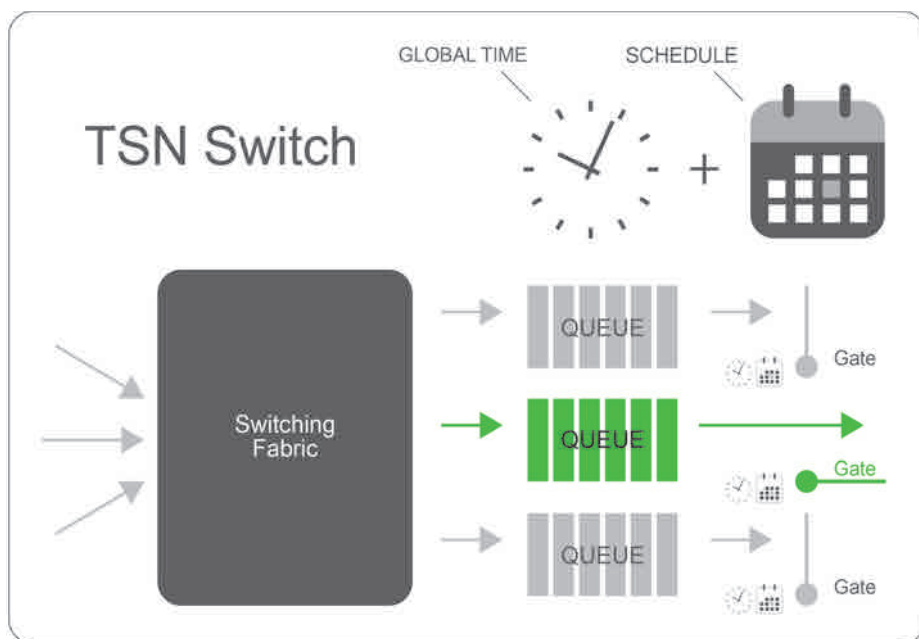 GLOBAL TIME
SCHEDULE
TSN Switch
QUEUE
Gate
Switching
Fabric
QUEUE
Gate
QUEUE
Gate